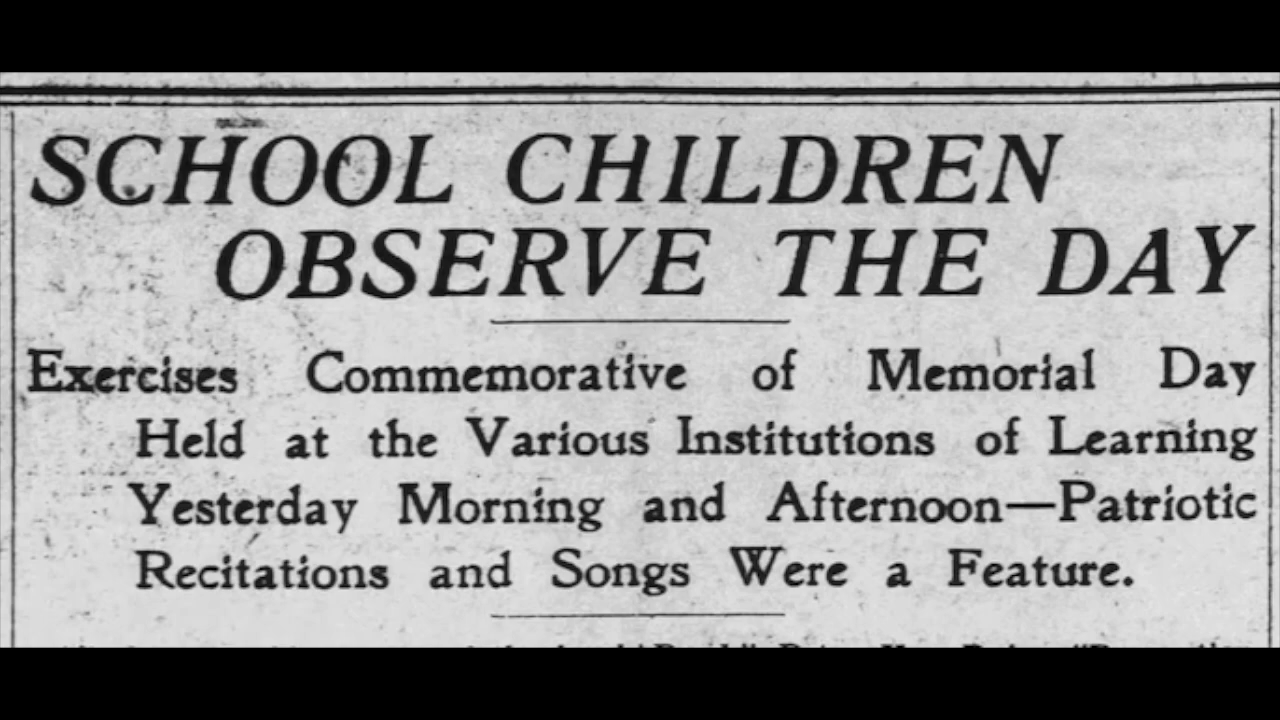 SCHOOL CHILDREN
OBSERVE THE DAY
Exercises Commemorative of Memorial Day
Held at the Various Institutions of Learning
Yesterday Morning and Afternoon—Patriotic
Recitations and Songs Were a Feature.